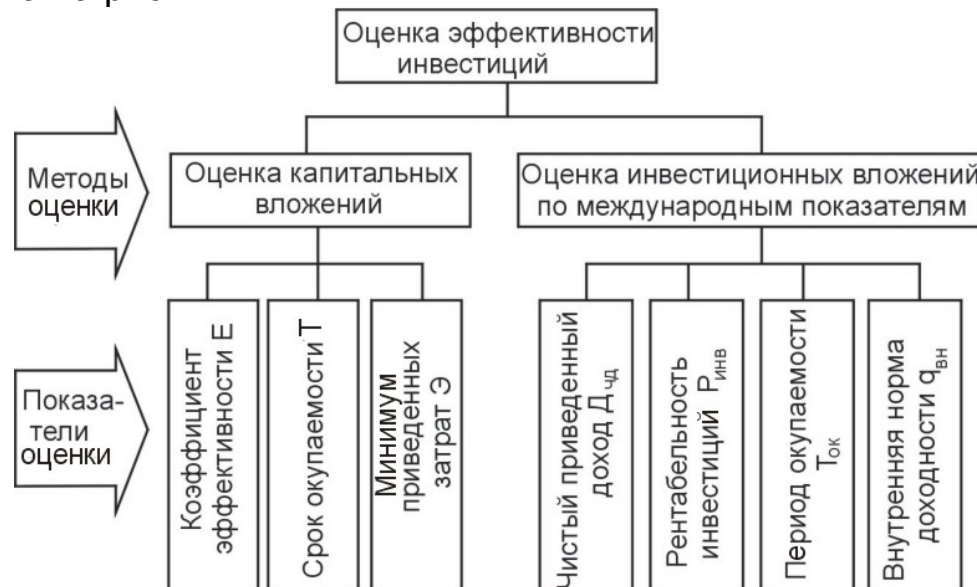 Оценка эффективности
инвестиций
Методы
оценки
Оценка капитальных
вложений
Оценка инвестиционных вложений
по международным показателям
Показа-
тели
оценки
Коэффициент
эффективности Е
Срок окупаемости Т
Минимум
приведенных
затрат Э
Чистый приведенный
доход Дчд
Рентабельность
инвестиций Ринв
Период окупаемости
Ток
Внутренняя норма
доходности qвн